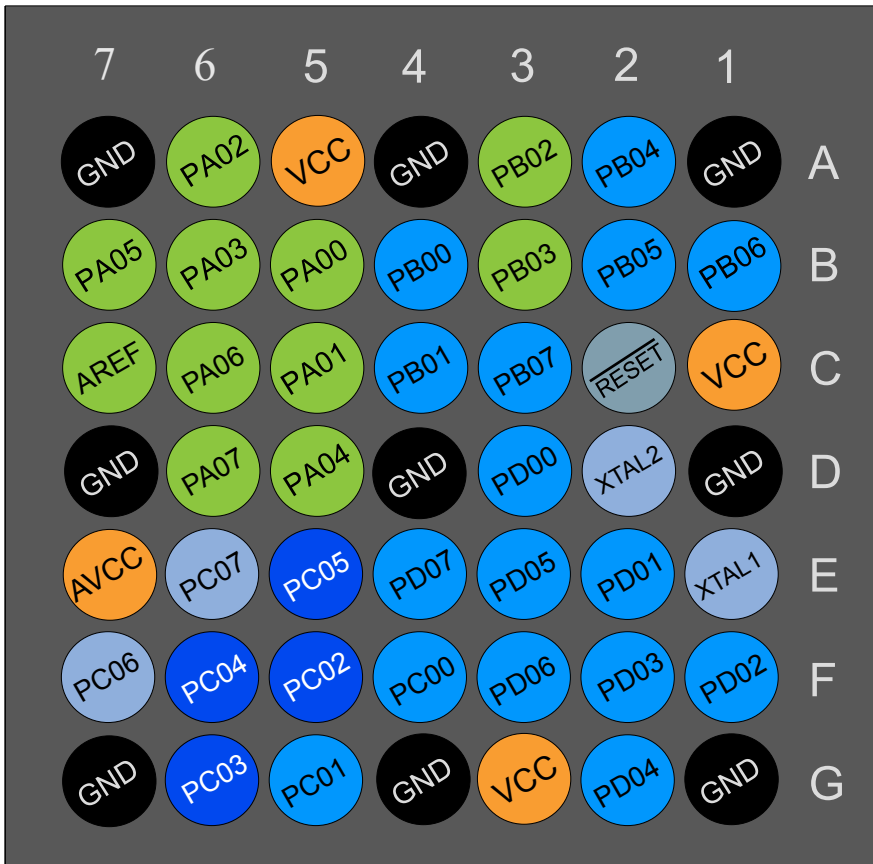 7 6 5 4 3 2 1
GND PA02 VCC GND PB02 PB04 GND A
PA05 PA03 PA00 PB00 PB03 PB05 PB06 B
AREF PA06 PA01 PB01 PB07 RESET VCC C
GND PA07 PA04 GND PD00 XTAL2 GND D
AVCC PC07 PC05 PD07 PD05 PD01 XTAL1 E
PC06 PC04 PC02 PC00 PD06 PD03 PD02 F
GND PC03 PC01 GND VCC PD04 GND G